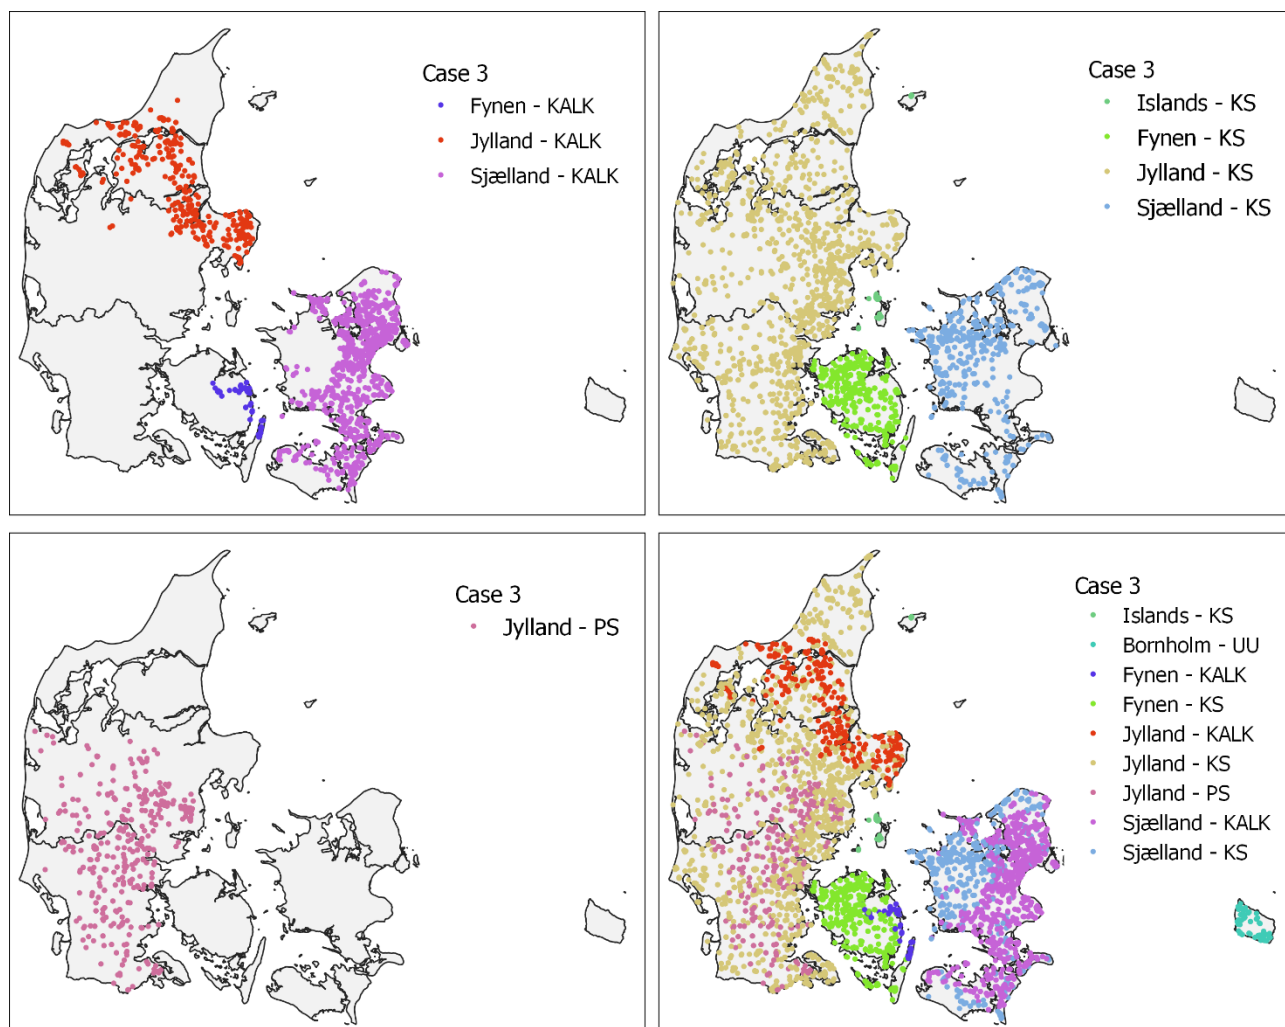 Case 3
Fynen - KALK
Jylland - KALK
Sjælland - KALK
Case 3
Islands - KS
Fynen - KS
Jylland - KS
Sjælland - KS
Case 3
Jylland - PS
Case 3
Islands - KS
Bornholm - UU
Fynen - KALK
Fynen - KS
Jylland - KALK
Jylland - KS
Jylland - PS
Sjælland - KALK
Sjælland - KS